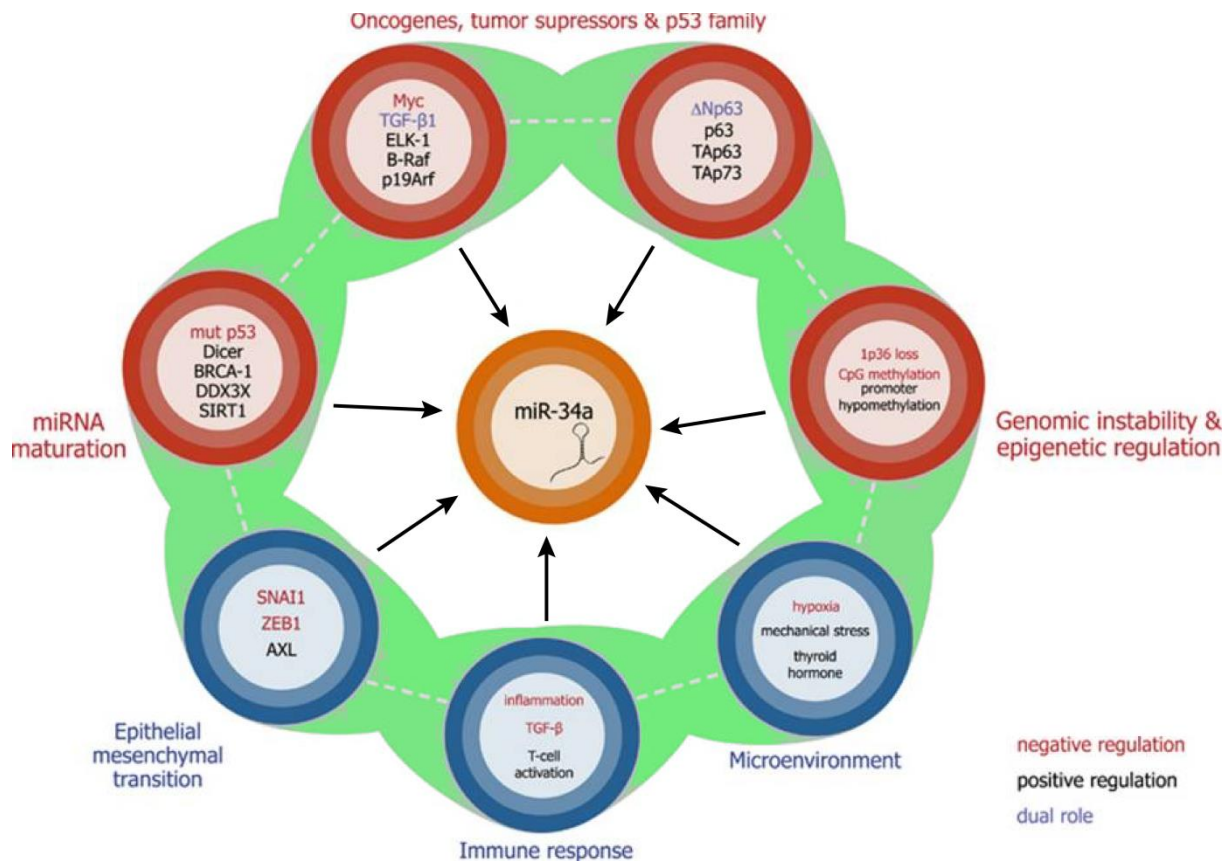 Oncogenes, tumor supressors & p53 family
Myc
TGF-β1
ELK-1
B-Raf
p19Arf
ΔNp63
p63
TAp63
TAp73
mut p53
Dicer
BRCA-1
DDX3X
SIRT1
miRNA
maturation
miR-34a
1p36 loss
CpG methylation
promoter
hypomethylation
Genomic instability &
epigenetic regulation
SNAI1
ZEB1
AXL
Epithelial
mesenchymal
transition
inflammation
TGF-β
T-cell
activation
Immune response
hypoxia
mechanical stress
thyroid
hormone
Microenvironment
negative regulation
positive regulation
dual role